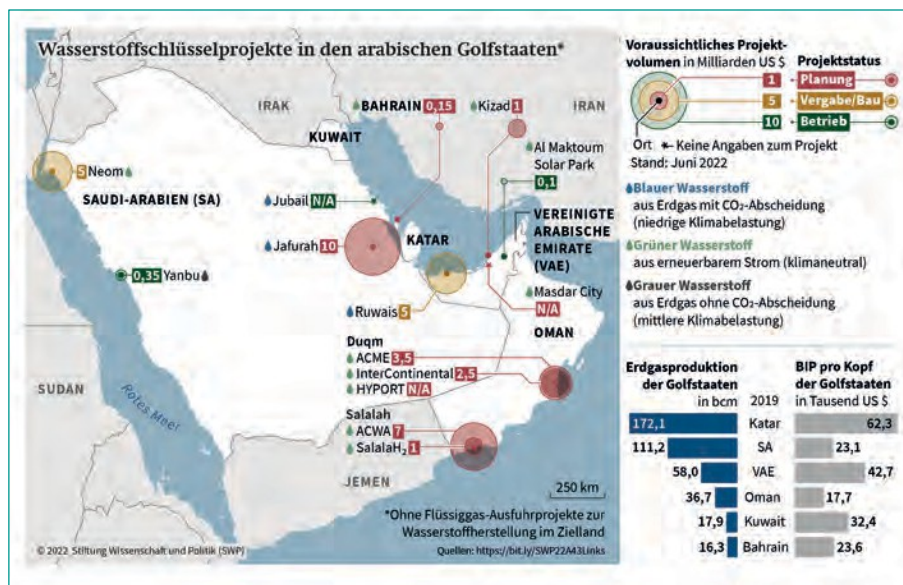 Wasserstoffschlüsselprojekte in den arabischen Golfstaaten*
IRAK
BAHRAIN 0,15
Kizad 1
IRAN
KUWAIT
Al Maktoum
Solar Park
0,1
5 Neom
SAUDI-ARABIEN (SA)
Jubail N/A
Jafurah 10
KATAR
VEREINIGTE
ARABISCHE
EMIRATE
(VAE)
0,35 Yanbu
Ruwais 5
Masdar City
N/A
OMAN
Duqm
ACME 3,5
InterContinental 2,5
HYPORT N/A
SUDAN
Rotes Meer
Salalah
ACWA 7
SalalaH₂ 1
JEMEN
250 km
*Ohne Flüssiggas-Ausfuhrprojekte zur
Wasserstoffherstellung im Zielland
© 2022 Stiftung Wissenschaft und Politik (SWP)
Quellen: https://bit.ly/SWP22A43Links
Voraussichtliches Projekt-
volumen in Milliarden US $
Projektstatus
1 Planung
5 Vergabe/Bau
10 Betrieb
Ort
Keine Angaben zum Projekt
Stand: Juni 2022
Blauer Wasserstoff
aus Erdgas mit CO₂-Abscheidung
(niedrige Klimabelastung)
Grüner Wasserstoff
aus erneuerbarem Strom (klimaneutral)
Grauer Wasserstoff
aus Erdgas ohne CO₂-Abscheidung
(mittlere Klimabelastung)
Erdgasproduktion
der Golfstaaten
in bcm
2019
BIP pro Kopf
der Golfstaaten
in Tausend US $
172,1 Katar 62,3
111,2 SA 23,1
58,0 VAE 42,7
36,7 Oman 17,7
17,9 Kuwait 32,4
16,3 Bahrain 23,6